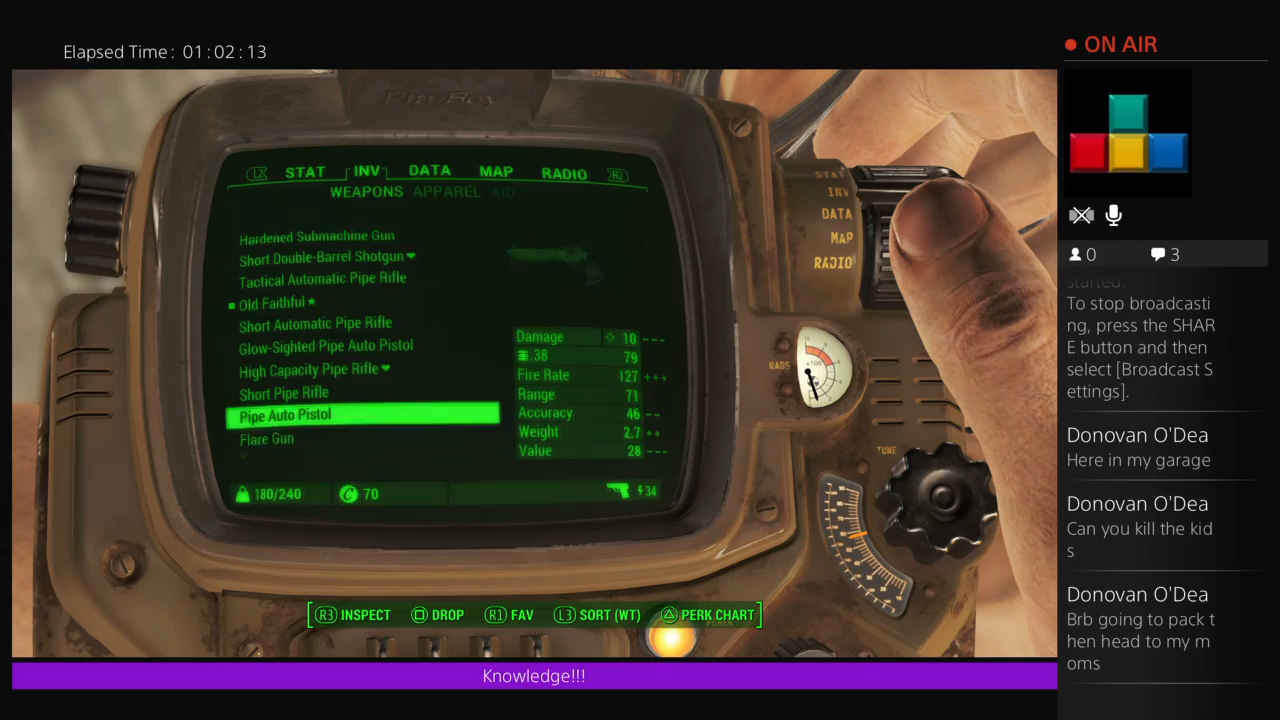 Elapsed Time: 01:02:13
ON AIR
Pip-Boy
L2 STAT INV DATA MAP RADIO R2
WEAPONS APPAREL AID
Hardened Submachine Gun
Short Double-Barrel Shotgun
Tactical Automatic Pipe Rifle
Old Faithful
Short Automatic Pipe Rifle
Glow-Sighted Pipe Auto Pistol
High Capacity Pipe Rifle
Short Pipe Rifle
Pipe Auto Pistol
Flare Gun
Damage 10 ---
.38 79
Fire Rate 127 +++
Range 71
Accuracy 46 --
Weight 2.7 ++
Value 28 ---
180/240 70 34
STAT
INV
DATA
MAP
RADIO
RADS
x100
TUNE
R3 INSPECT DROP R1 FAV L3 SORT (WT) PERK CHART
Knowledge!!!
0 3
started.
To stop broadcasti
ng, press the SHAR
E button and then
select [Broadcast S
ettings].
Donovan O'Dea
Here in my garage
Donovan O'Dea
Can you kill the kid
s
Donovan O'Dea
Brb going to pack t
hen head to my m
oms